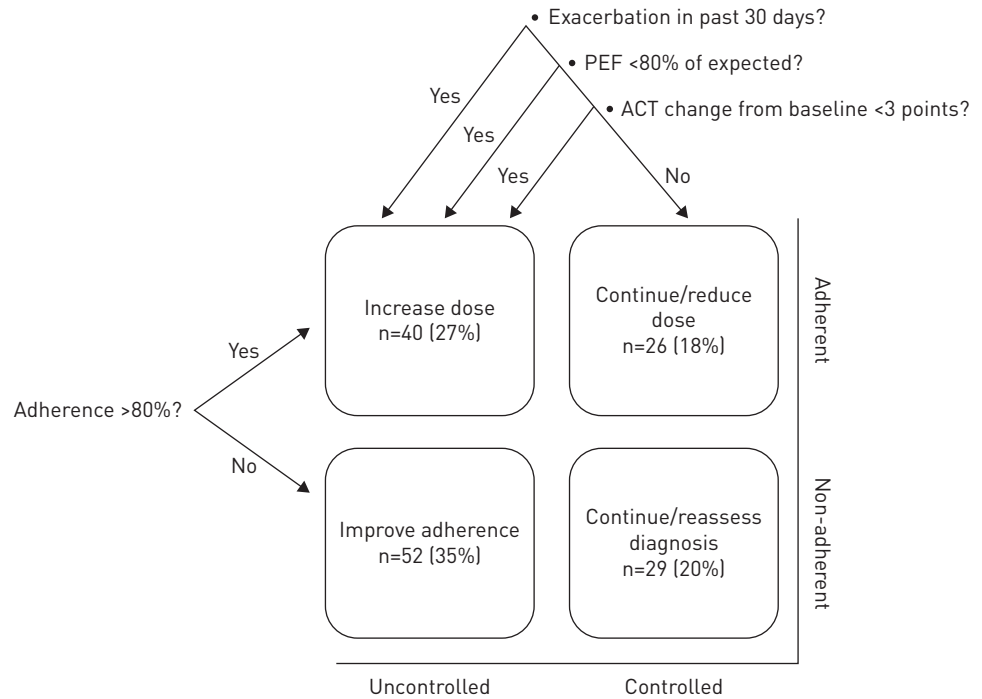 • Exacerbation in past 30 days?
• PEF <80% of expected?
• ACT change from baseline <3 points?
Yes
Yes
Yes
No
Increase dose
n=40 (27%)
Continue/reduce
dose
n=26 (18%)
Adherent
Yes
Adherence >80%?
No
Improve adherence
n=52 (35%)
Continue/reassess
diagnosis
n=29 (20%)
Non-adherent
Uncontrolled
Controlled